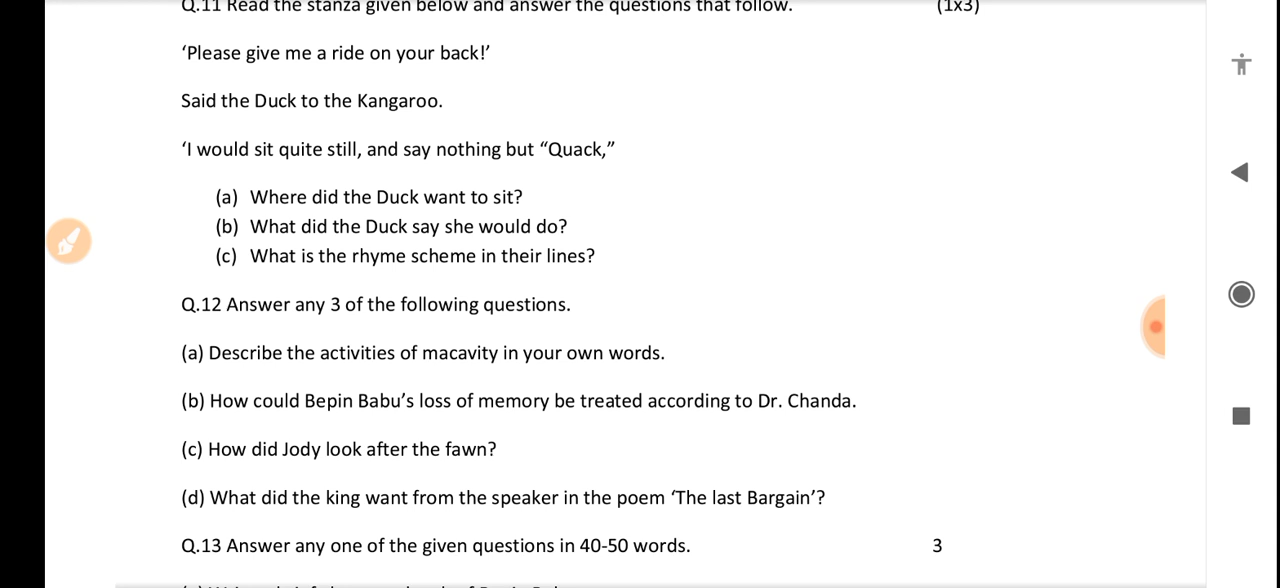 Q.11 Read the stanza given below and answer the questions that follow. (1x3)
‘Please give me a ride on your back!’
Said the Duck to the Kangaroo.
‘I would sit quite still, and say nothing but “Quack,”
(a) Where did the Duck want to sit?
(b) What did the Duck say she would do?
(c) What is the rhyme scheme in their lines?
Q.12 Answer any 3 of the following questions.
(a) Describe the activities of macavity in your own words.
(b) How could Bepin Babu’s loss of memory be treated according to Dr. Chanda.
(c) How did Jody look after the fawn?
(d) What did the king want from the speaker in the poem ‘The last Bargain’?
Q.13 Answer any one of the given questions in 40-50 words. 3